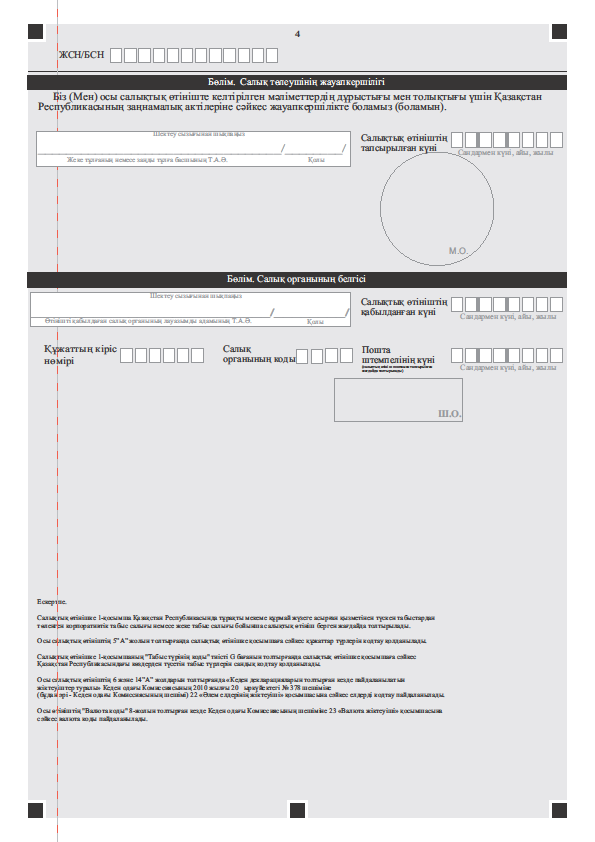 4
ЖСН/БСН
Бөлім. Салық төлеушінің жауапкершілігі
Біз (Мен) осы салықтық өтініште келтірілген мәліметтердің дұрыстығы мен толықтығы үшін Қазақстан
Республикасының заңнамалық актілеріне сәйкес жауапкершілікте боламыз (боламын).
Шектеу сызығынан шықпаңыз
Салықтық өтініштің
тапсырылған күні
/ /
Жеке тұлғаның немесе заңды тұлға басшының Т.А.Ә. Қолы
Сандармен күні, айы, жылы
М.О.
Бөлім. Салық органының белгісі
Шектеу сызығынан шықпаңыз
Салықтық өтініштің
қабылданған күні
/ /
Өтінішті қабылдаған салық органының лауазымды адамының Т.А.Ә. Қолы
Сандармен күні, айы, жылы
Құжаттың кіріс
нөмірі
Салық
органының коды
Пошта
штемпелінің күні
Сандармен күні, айы, жылы
Ш.О.
Ескертпе.
Салықтық өтінішке 1-қосымша Қазақстан Республикасында тұрақты мекеме құрмай жүзеге асырған қызметінен түскен табыстардан
төленген корпоративтік табыс салығы немесе жеке табыс салығы бойынша салықтық өтініш берген жағдайда толтырылады.
Осы салықтық өтініштің 5"А" жолын толтырғанда салықтық өтінішке қосымшаға сәйкес құжаттар түрлерін кодтау қолданылады.
Салықтық өтінішке 1-қосымшаның "Табыс түрінің коды" тиісті G бағанын толтырғанда салықтық өтінішке қосымшаға сәйкес
Қазақстан Республикасындағы көздерден түсетін табыс түрлерін сандық кодтау қолданылады.
Осы салықтық өтініштің 6 және 14"А" жолдарын толтырғанда «Кеден декларацияларын толтырған кезде пайдаланылатын
жіктеуіштер туралы» Кеден одағы Комиссиясының 2010 жылғы 20 қыркүйектегі № 378 шешіміне
(бұдан әрі - Кеден одағы Комиссиясының шешімі) 22 «Әлем елдерінің жіктеуіші» қосымшасына сәйкес елдерді кодтау пайдаланылады.
Осы өтініштің "Валюта коды" 8-жолын толтырған кезде Кеден одағы Комиссиясының шешіміне 23 «Валюта жіктеуіші» қосымшасына
сәйкес валюта коды пайдаланылады.